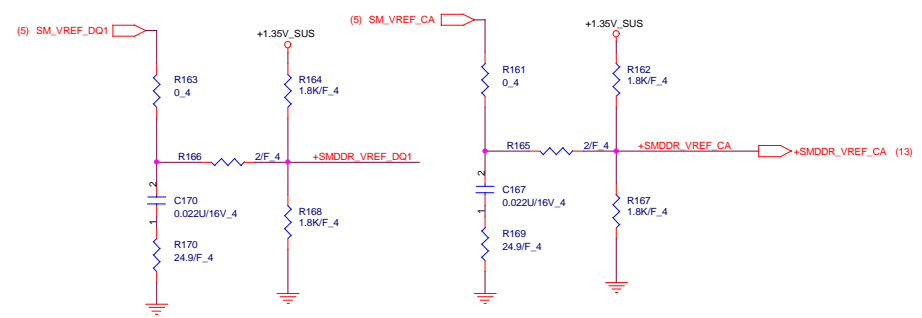 (5) SM_VREF_DQ1
+1.35V_SUS
R163
0_4
R164
1.8K/F_4
R166
2/F_4
+SMDDR_VREF_DQ1
2
C170
0.022U/16V_4
1
R168
1.8K/F_4
R170
24.9/F_4
(5) SM_VREF_CA
+1.35V_SUS
R161
0_4
R162
1.8K/F_4
R165
2/F_4
+SMDDR_VREF_CA
+SMDDR_VREF_CA (13)
2
C167
0.022U/16V_4
1
R167
1.8K/F_4
R169
24.9/F_4